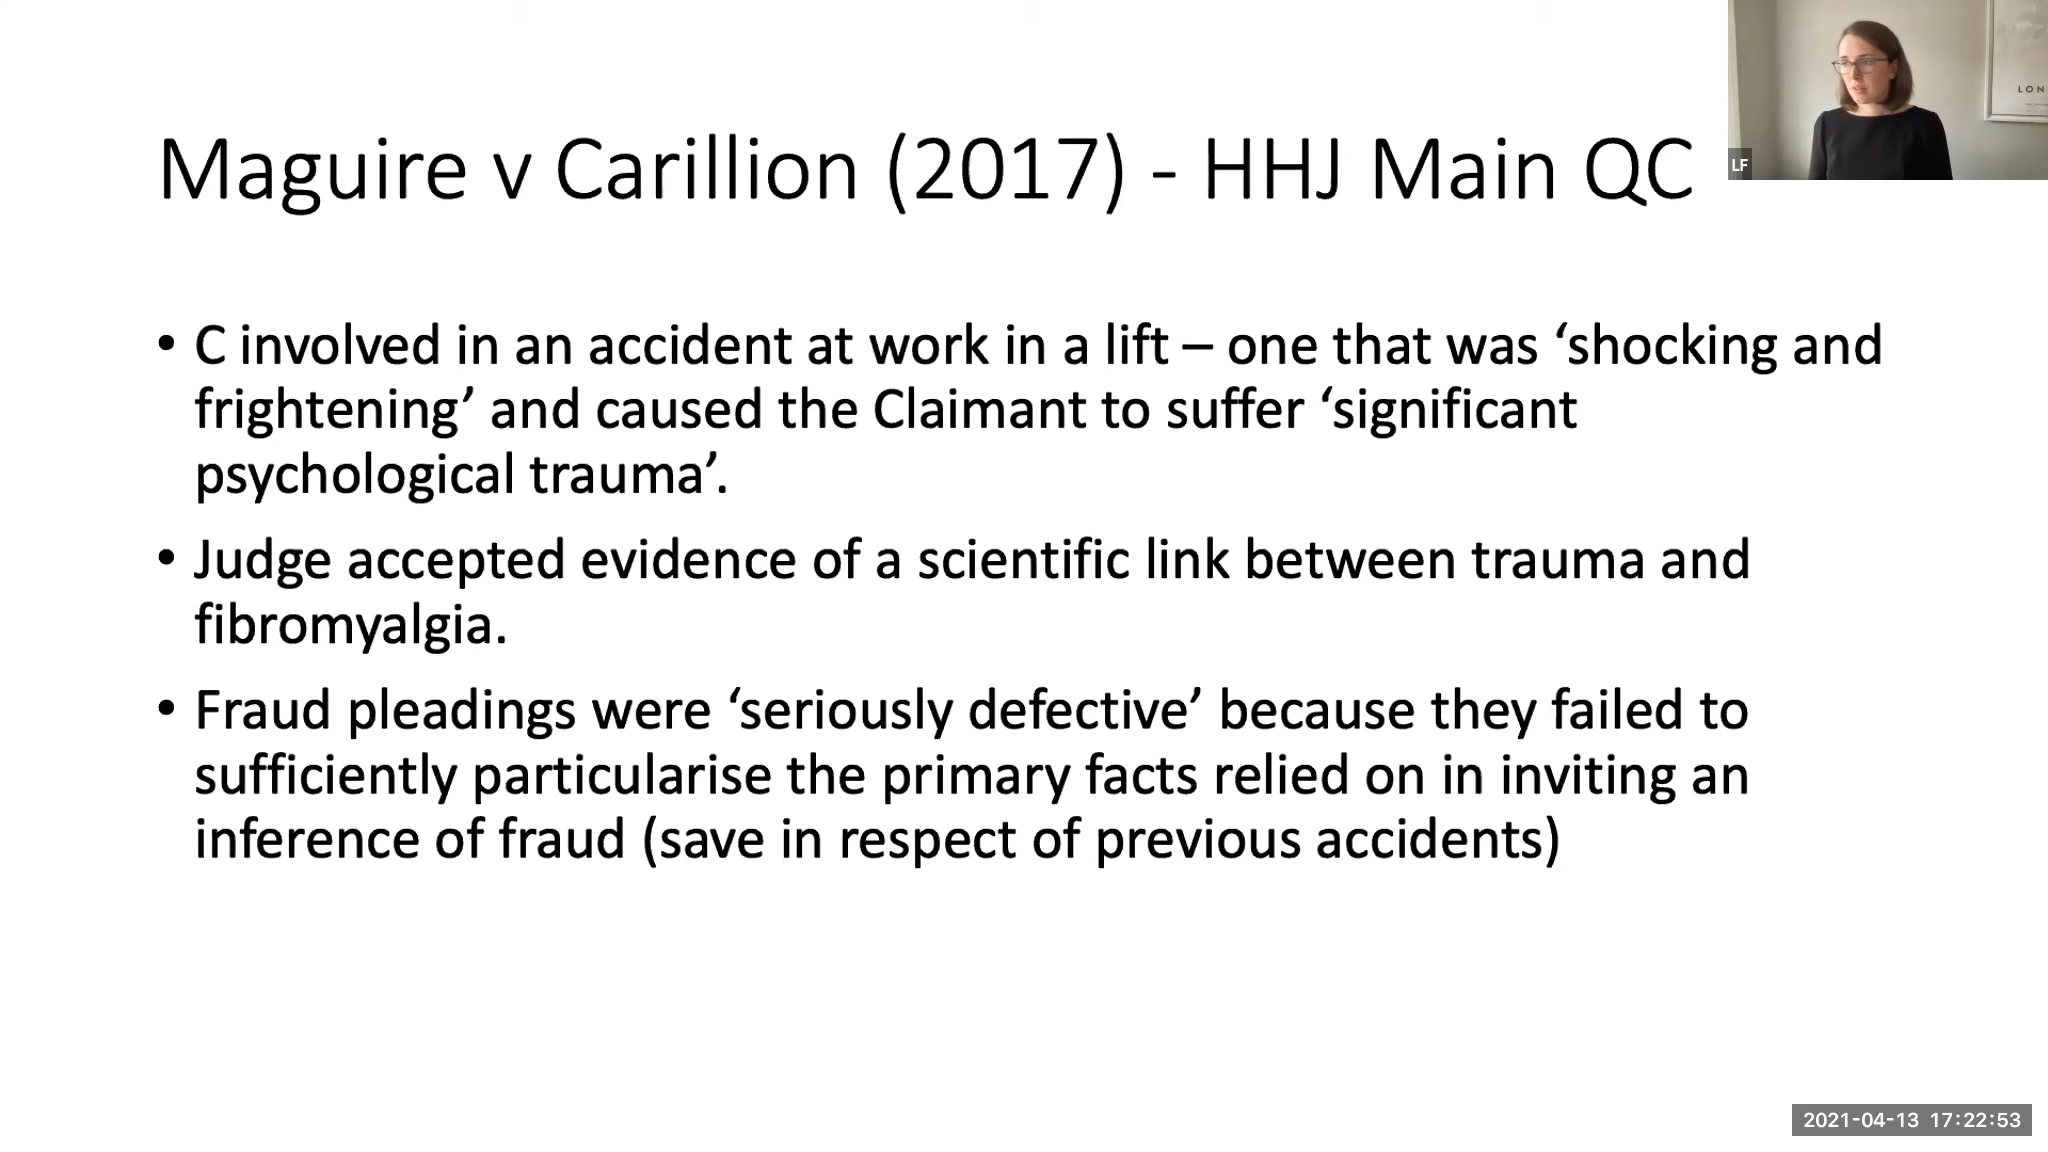 Maguire v Carillion (2017) - HHJ Main QC
LON
LF
• C involved in an accident at work in a lift – one that was ‘shocking and
frightening’ and caused the Claimant to suffer ‘significant
psychological trauma’.
• Judge accepted evidence of a scientific link between trauma and
fibromyalgia.
• Fraud pleadings were ‘seriously defective’ because they failed to
sufficiently particularise the primary facts relied on in inviting an
inference of fraud (save in respect of previous accidents)
2021-04-13 17:22:53